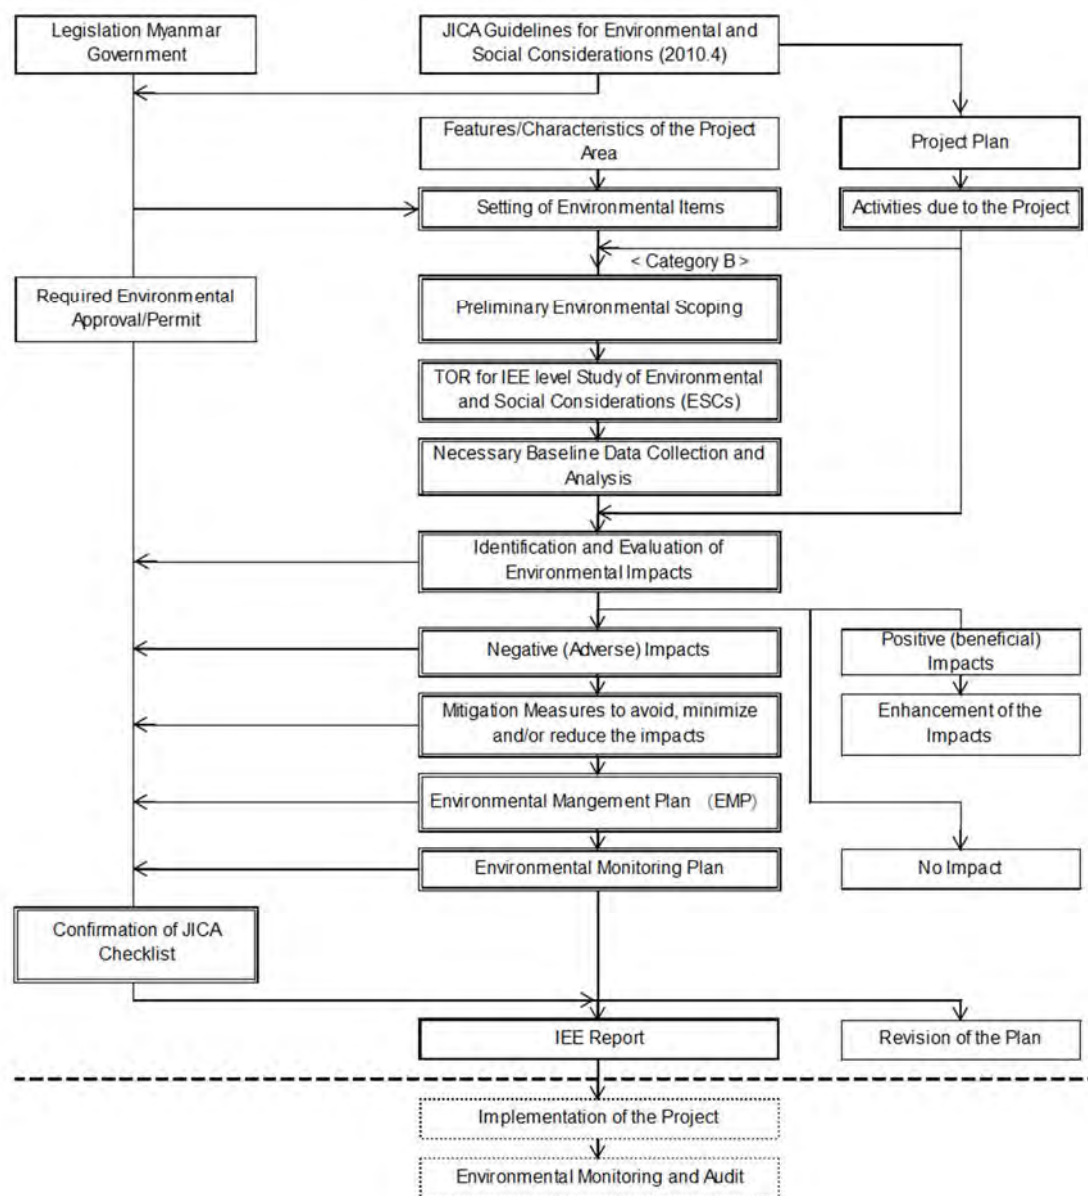 Legislation Myanmar
Government
JICA Guidelines for Environmental and
Social Considerations (2010.4)
Features/Characteristics of the Project
Area
Project Plan
Setting of Environmental Items
Activities due to the Project
< Category B >
Required Environmental
Approval/Permit
Preliminary Environmental Scoping
TOR for IEE level Study of Environmental
and Social Considerations (ESCs)
Necessary Baseline Data Collection and
Analysis
Identification and Evaluation of
Environmental Impacts
Negative (Adverse) Impacts
Positive (beneficial)
Impacts
Mitigation Measures to avoid, minimize
and/or reduce the impacts
Enhancement of the
Impacts
Environmental Mangement Plan (EMP)
Environmental Monitoring Plan
No Impact
Confirmation of JICA
Checklist
IEE Report
Revision of the Plan
Implementation of the Project
Environmental Monitoring and Audit